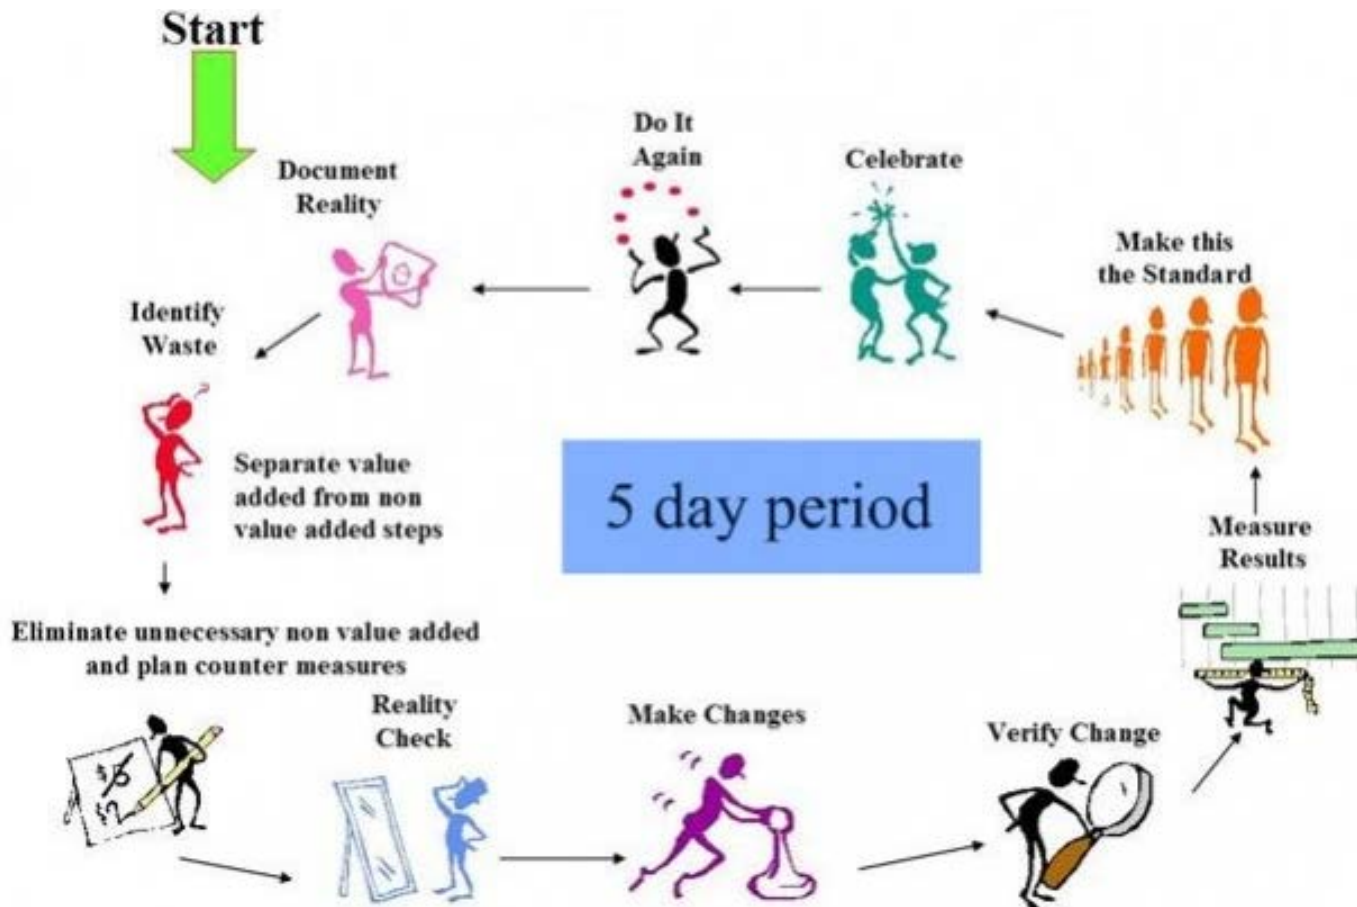 Start
Document
Reality
Identify
Waste
Separate value
added from non
value added steps
Eliminate unnecessary non value added
and plan counter measures
Reality
Check
Make Changes
Verify Change
Measure
Results
Make this
the Standard
Celebrate
Do It
Again
5 day period